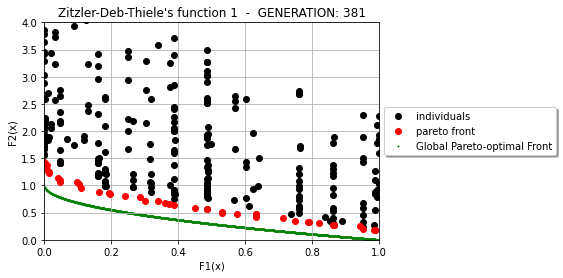 Zitzler-Deb-Thiele's function 1 - GENERATION: 381
4.0
3.5
3.0
2.5
2.0
1.5
1.0
0.5
0.0
F2(x)
0.0 0.2 0.4 0.6 0.8 1.0
F1(x)
individuals
pareto front
Global Pareto-optimal Front